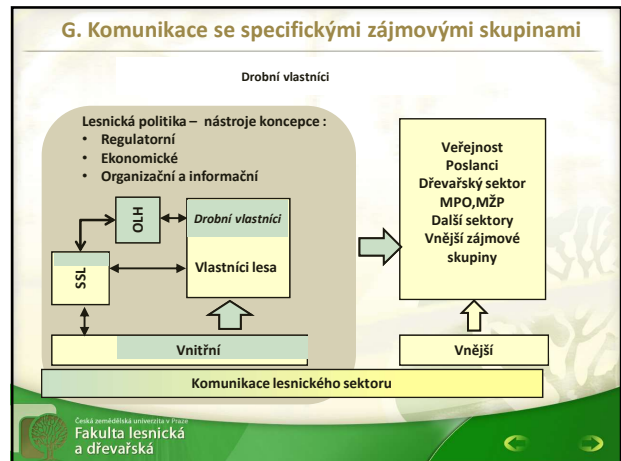 G. Komunikace se specifickými zájmovými skupinami
Drobní vlastníci
Lesnická politika – nástroje koncepce :
• Regulatorní
• Ekonomické
• Organizační a informační
OLH
Drobní vlastníci
Vlastníci lesa
SSL
Vnitřní
Veřejnost
Poslanci
Dřevařský sektor
MPO,MŽP
Další sektory
Vnější zájmové
skupiny
Vnější
Komunikace lesnického sektoru
Česká zemědělská univerzita v Praze
Fakulta lesnická
a dřevařská